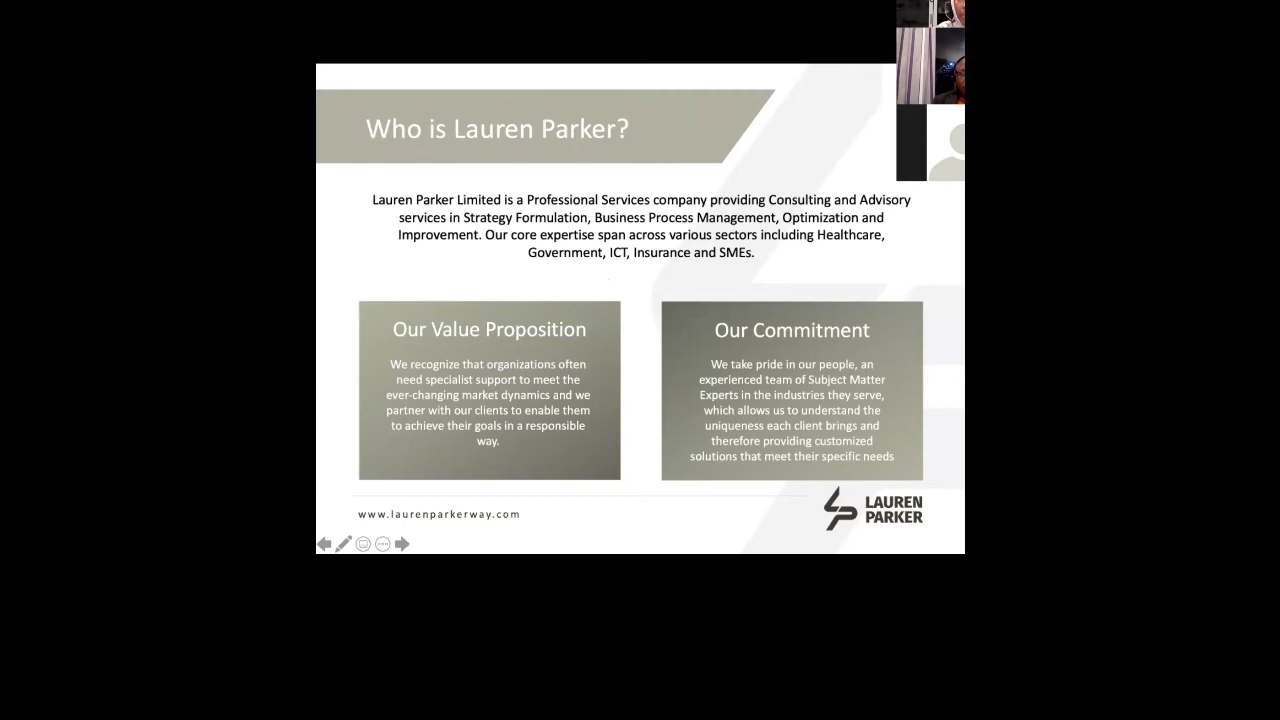 Who is Lauren Parker?
Lauren Parker Limited is a Professional Services company providing Consulting and Advisory
services in Strategy Formulation, Business Process Management, Optimization and
Improvement. Our core expertise span across various sectors including Healthcare,
Government, ICT, Insurance and SMEs.
Our Value Proposition
We recognize that organizations often
need specialist support to meet the
ever-changing market dynamics and we
partner with our clients to enable them
to achieve their goals in a responsible
way.
Our Commitment
We take pride in our people, an
experienced team of Subject Matter
Experts in the industries they serve,
which allows us to understand the
uniqueness each client brings and
therefore providing customized
solutions that meet their specific needs
www.laurenparkerway.com
LAUREN
PARKER